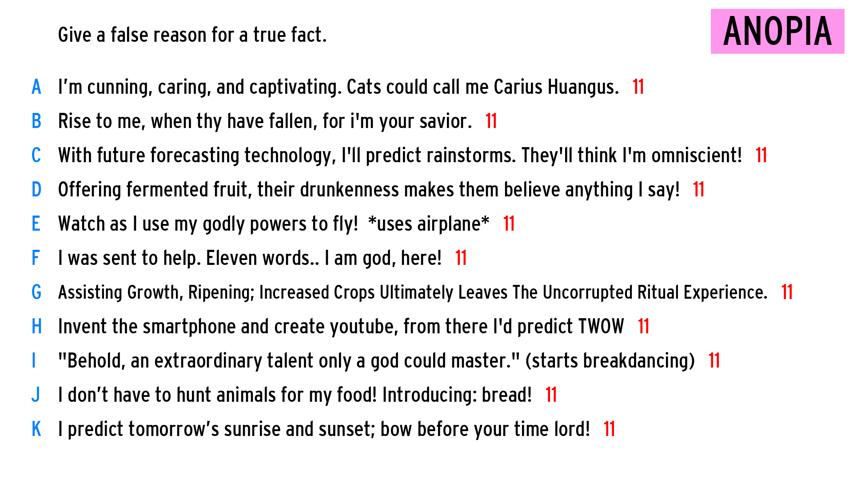 Give a false reason for a true fact.
ANOPIA
A I'm cunning, caring, and captivating. Cats could call me Carius Huangus. 11
B Rise to me, when thy have fallen, for i'm your savior. 11
C With future forecasting technology, I'll predict rainstorms. They'll think I'm omniscient! 11
D Offering fermented fruit, their drunkenness makes them believe anything I say! 11
E Watch as I use my godly powers to fly! *uses airplane* 11
F I was sent to help. Eleven words.. I am god, here! 11
G Assisting Growth, Ripening; Increased Crops Ultimately Leaves The Uncorrupted Ritual Experience. 11
H Invent the smartphone and create youtube, from there I'd predict TWOW 11
I "Behold, an extraordinary talent only a god could master." (starts breakdancing) 11
J I don't have to hunt animals for my food! Introducing: bread! 11
K I predict tomorrow's sunrise and sunset; bow before your time lord! 11